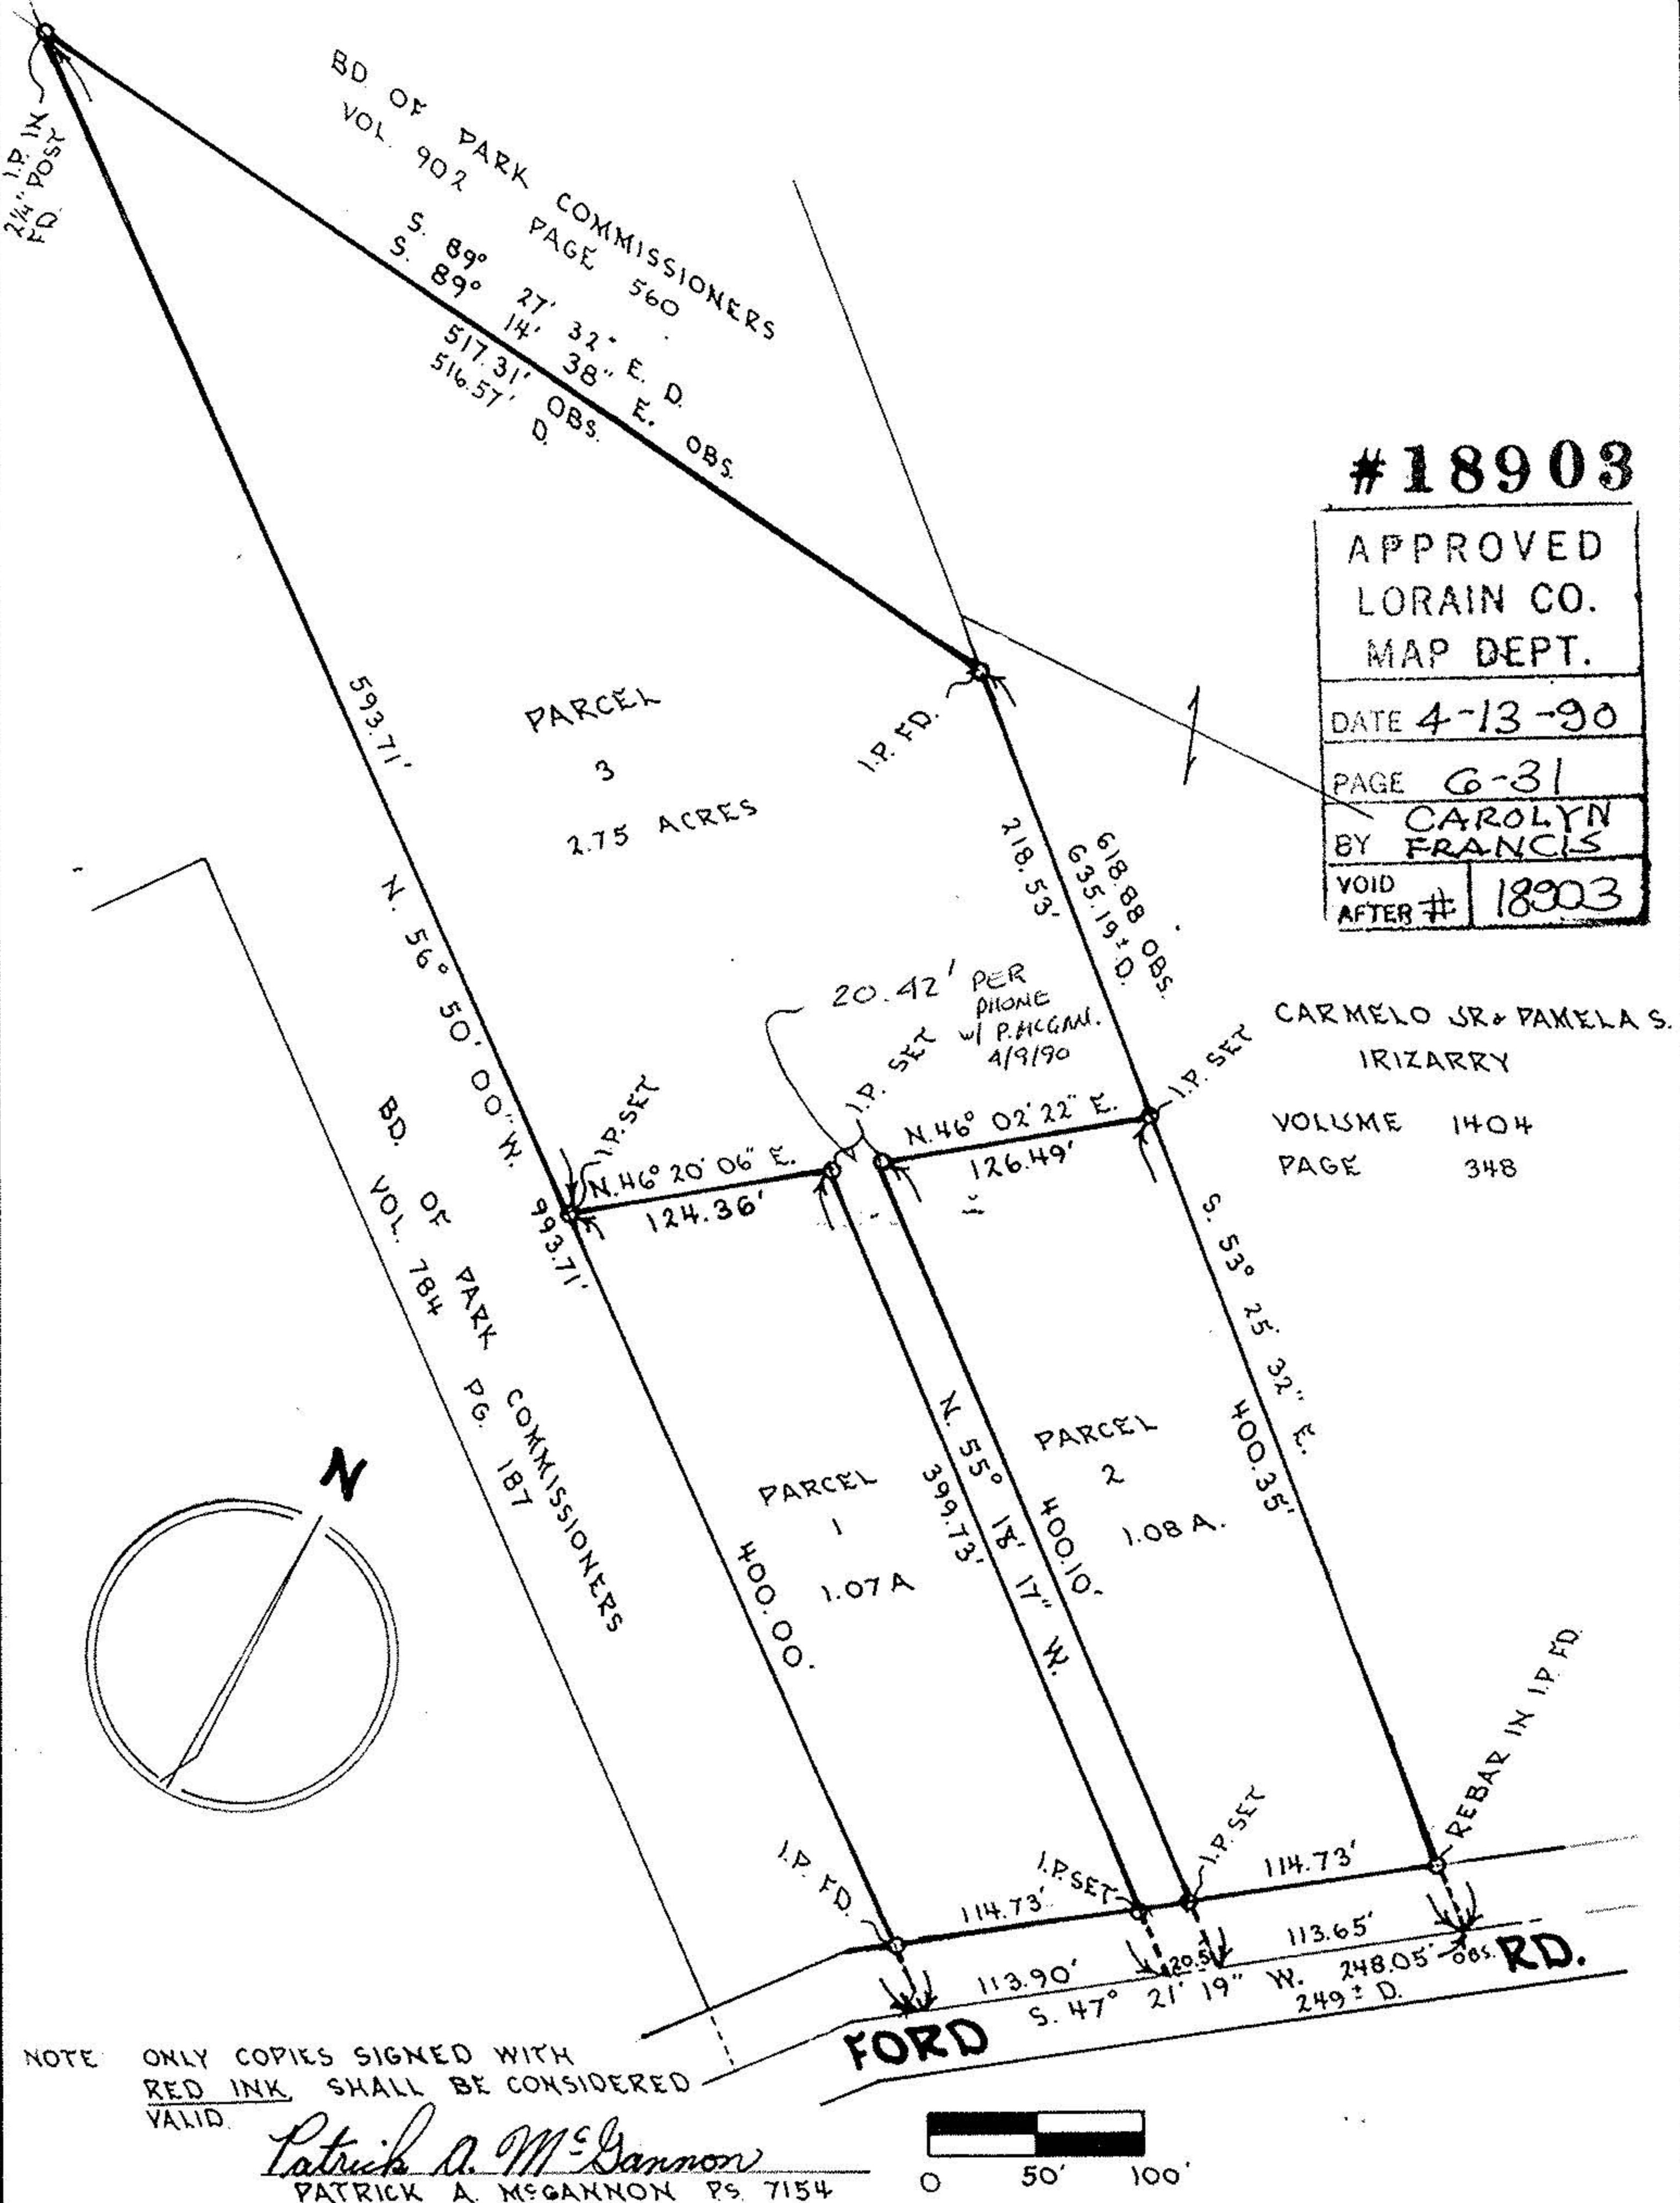 I.P. IN
2¼" POST
FD.
BD. OF PARK COMMISSIONERS
VOL. 902 PAGE 560
S. 89° 27' 32" E. D.
S. 89° 14' 38" E. OBS.
517.31' OBS.
516.57' D.
#18903
APPROVED
LORAIN CO.
MAP DEPT.
DATE 4-13-90
PAGE 6-31
BY CAROLYN
FRANCIS
VOID
AFTER # 18903
593.71'
PARCEL
3
2.75 ACRES
I.P. FD.
218.53'
618.88 OBS.
635.19± D.
N. 56° 50' 00" W.
993.71'
20.42' PER
PHONE
W/ P. McGANN.
4/9/90
I.P. SET
I.P. SET
I.P. SET
CARMELO JR & PAMELA S.
IRIZARRY
VOLUME 1404
PAGE 348
N. 46° 20' 06" E.
124.36'
N. 46° 02' 22" E.
126.49'
BD. OF PARK COMMISSIONERS
VOL. 784 PG. 187
S. 53° 25' 32" E.
400.35'
N
PARCEL
1
1.07 A
400.00'
N. 55° 18' 17" W.
399.73'
400.10'
PARCEL
2
1.08 A.
REBAR IN I.P. FD.
I.P. FD.
I.P. SET
I.P. SET
114.73'
114.73'
113.90'
20.5
113.65'
S. 47° 21' 19" W. 248.05' OBS.
249± D.
FORD RD.
NOTE ONLY COPIES SIGNED WITH
RED INK, SHALL BE CONSIDERED
VALID.
Patrick A. McGannon
PATRICK A. McGANNON P.S. 7154
0 50' 100'